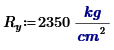 R_y := 2350 kg/cm²